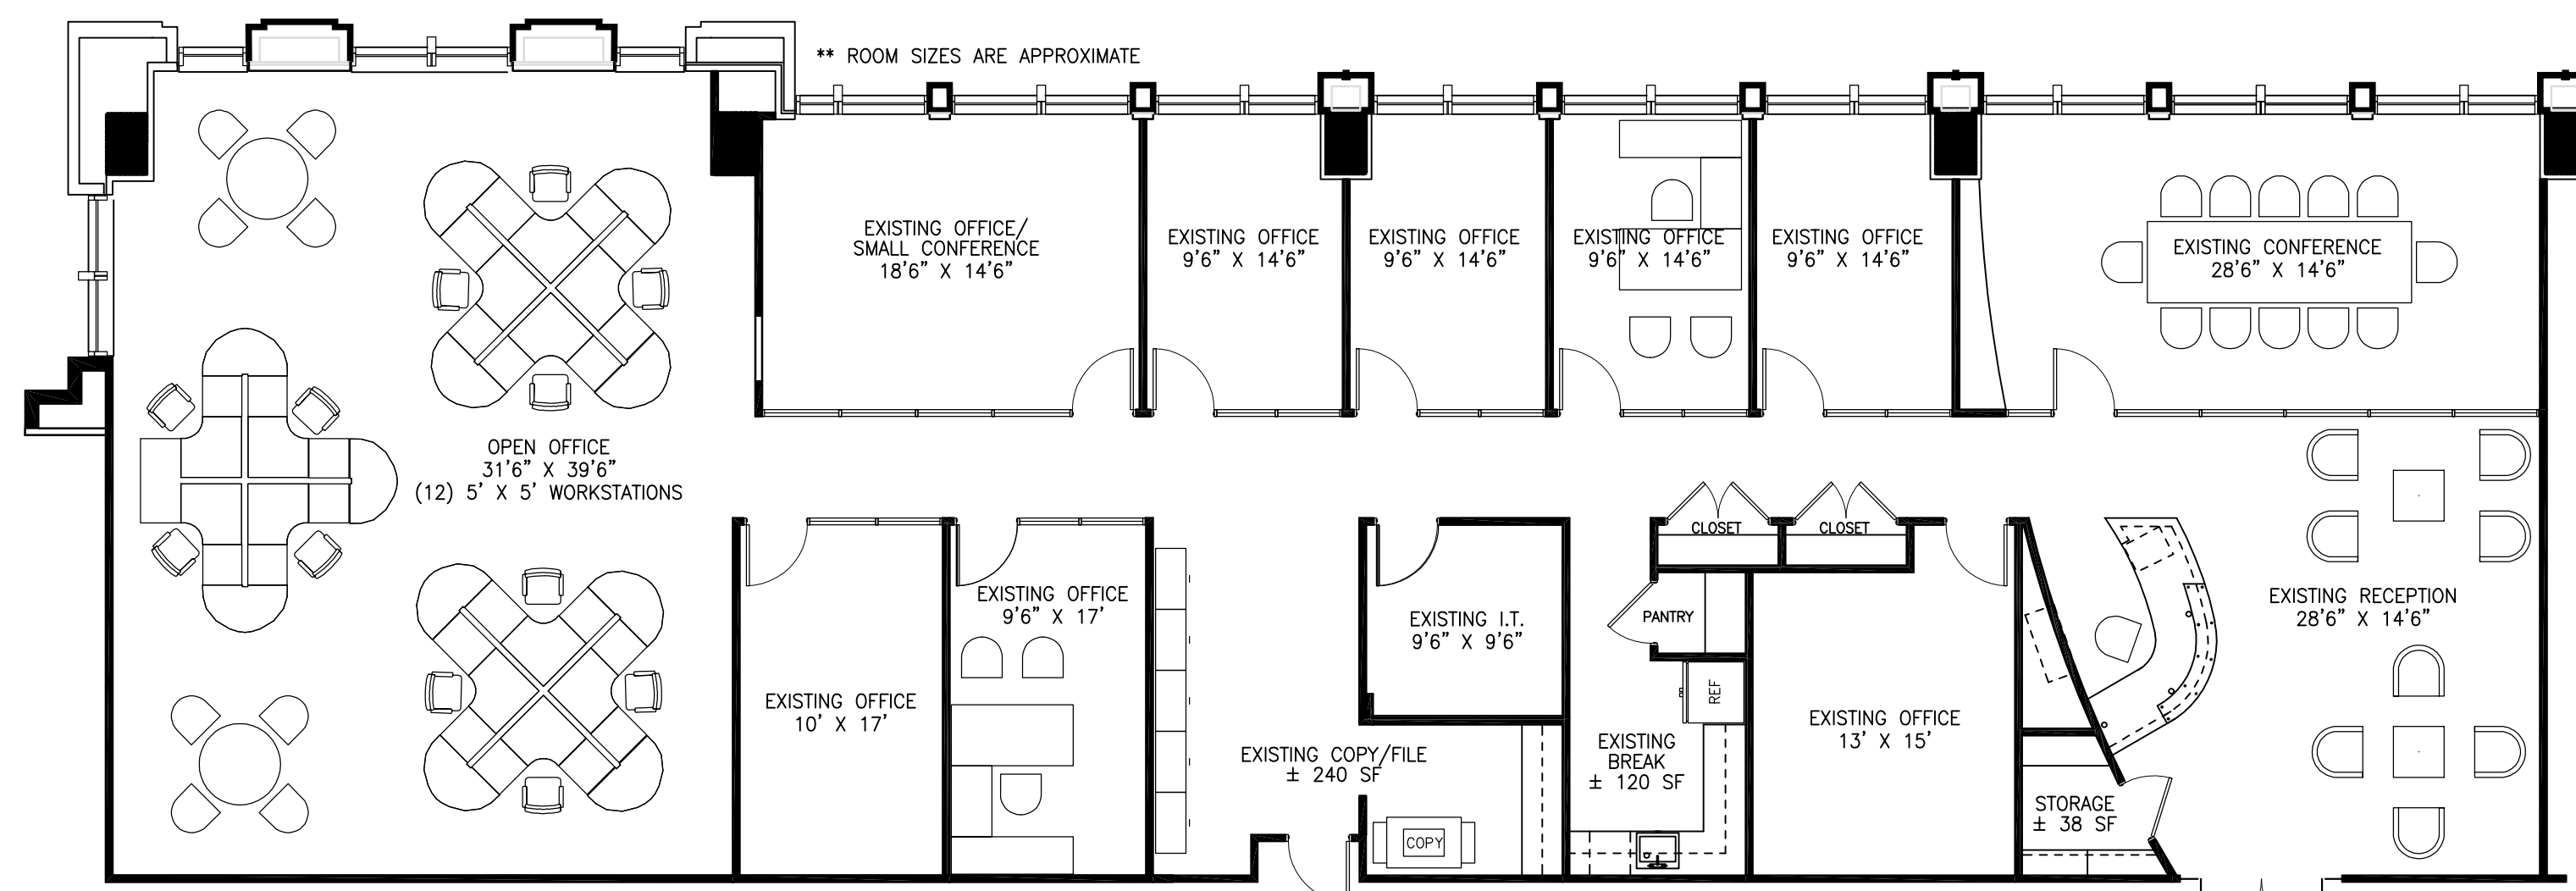 ** ROOM SIZES ARE APPROXIMATE
EXISTING OFFICE/
SMALL CONFERENCE
18'6" X 14'6"
EXISTING OFFICE
9'6" X 14'6"
EXISTING OFFICE
9'6" X 14'6"
EXISTING OFFICE
9'6" X 14'6"
EXISTING OFFICE
9'6" X 14'6"
EXISTING CONFERENCE
28'6" X 14'6"
OPEN OFFICE
31'6" X 39'6"
(12) 5' X 5' WORKSTATIONS
EXISTING OFFICE
10' X 17'
EXISTING OFFICE
9'6" X 17'
EXISTING COPY/FILE
± 240 SF
COPY
EXISTING I.T.
9'6" X 9'6"
CLOSET
CLOSET
PANTRY
REF
EXISTING
BREAK
± 120 SF
EXISTING OFFICE
13' X 15'
STORAGE
± 38 SF
EXISTING RECEPTION
28'6" X 14'6"